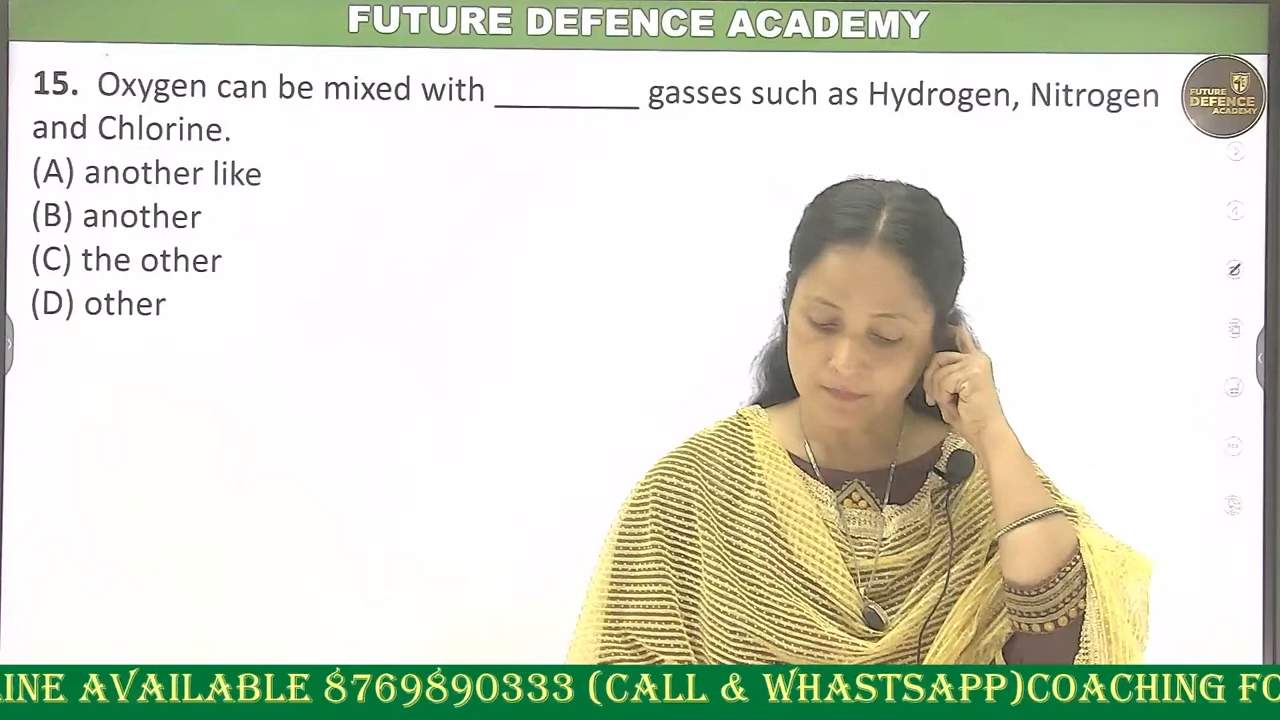 FUTURE DEFENCE ACADEMY
15. Oxygen can be mixed with _________ gasses such as Hydrogen, Nitrogen
and Chlorine.
(A) another like
(B) another
(C) the other
(D) other
FUTURE
DEFENCE
ACADEMY
INE AVAILABLE 8769890333 (CALL & WHASTSAPP)COACHING FO